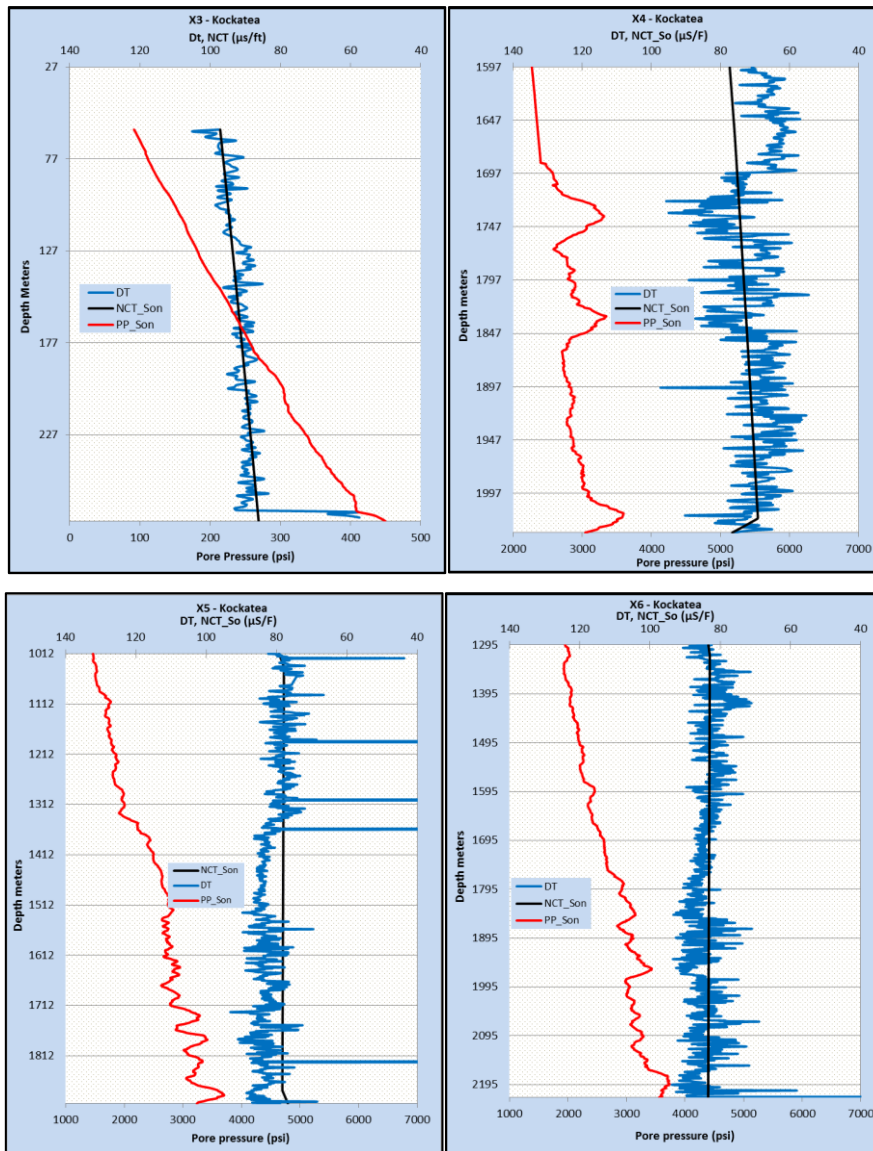 X3 - Kockatea
Dt, NCT (µs/ft)
140 120 100 80 60 40
27
77
127
177
227
Depth Meters
DT
NCT_Son
PP_Son
0 100 200 300 400 500
Pore Pressure (psi)
X4 - Kockatea
DT, NCT_So (µS/F)
140 120 100 80 60 40
1597
1647
1697
1747
1797
1847
1897
1947
1997
Depth meters
DT
NCT_Son
PP_Son
2000 3000 4000 5000 6000 7000
Pore pressure (psi)
X5 - Kockatea
DT, NCT_So (µS/F)
140 120 100 80 60 40
1012
1112
1212
1312
1412
1512
1612
1712
1812
Depth meters
NCT_Son
DT
PP_Son
1000 2000 3000 4000 5000 6000 7000
Pore pressure (psi)
X6 - Kockatea
DT, NCT_So (µS/F)
140 120 100 80 60 40
1295
1395
1495
1595
1695
1795
1895
1995
2095
2195
Depth meters
DT
NCT_Son
PP_Son
1000 2000 3000 4000 5000 6000 7000
Pore pressure (psi)